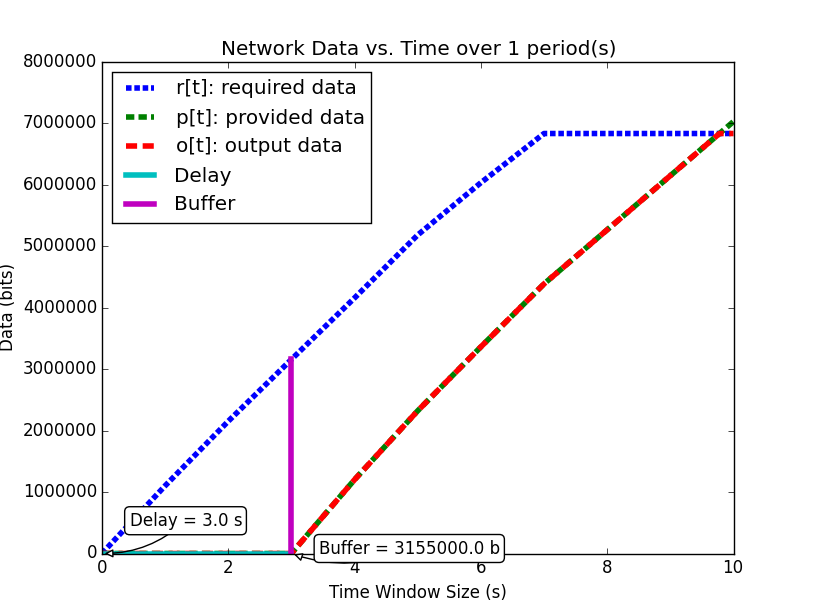 Network Data vs. Time over 1 period(s)
8000000
7000000
6000000
5000000
4000000
3000000
2000000
1000000
0
Data (bits)
r[t]: required data
p[t]: provided data
o[t]: output data
Delay
Buffer
Delay = 3.0 s
Buffer = 3155000.0 b
0 2 4 6 8 10
Time Window Size (s)